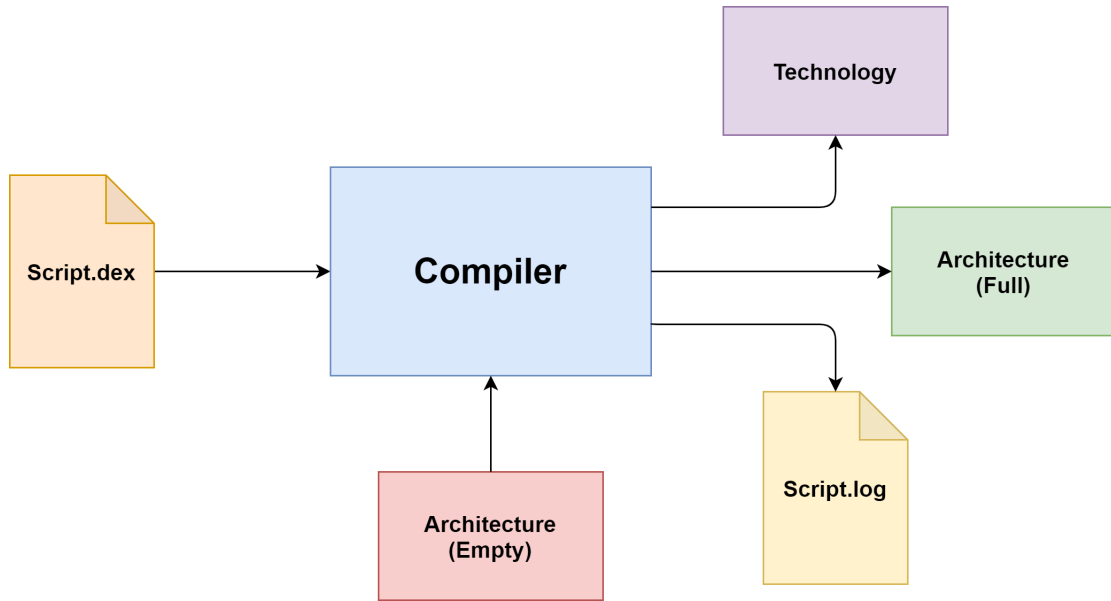 Technology
Script.dex
Compiler
Architecture
(Full)
Script.log
Architecture
(Empty)